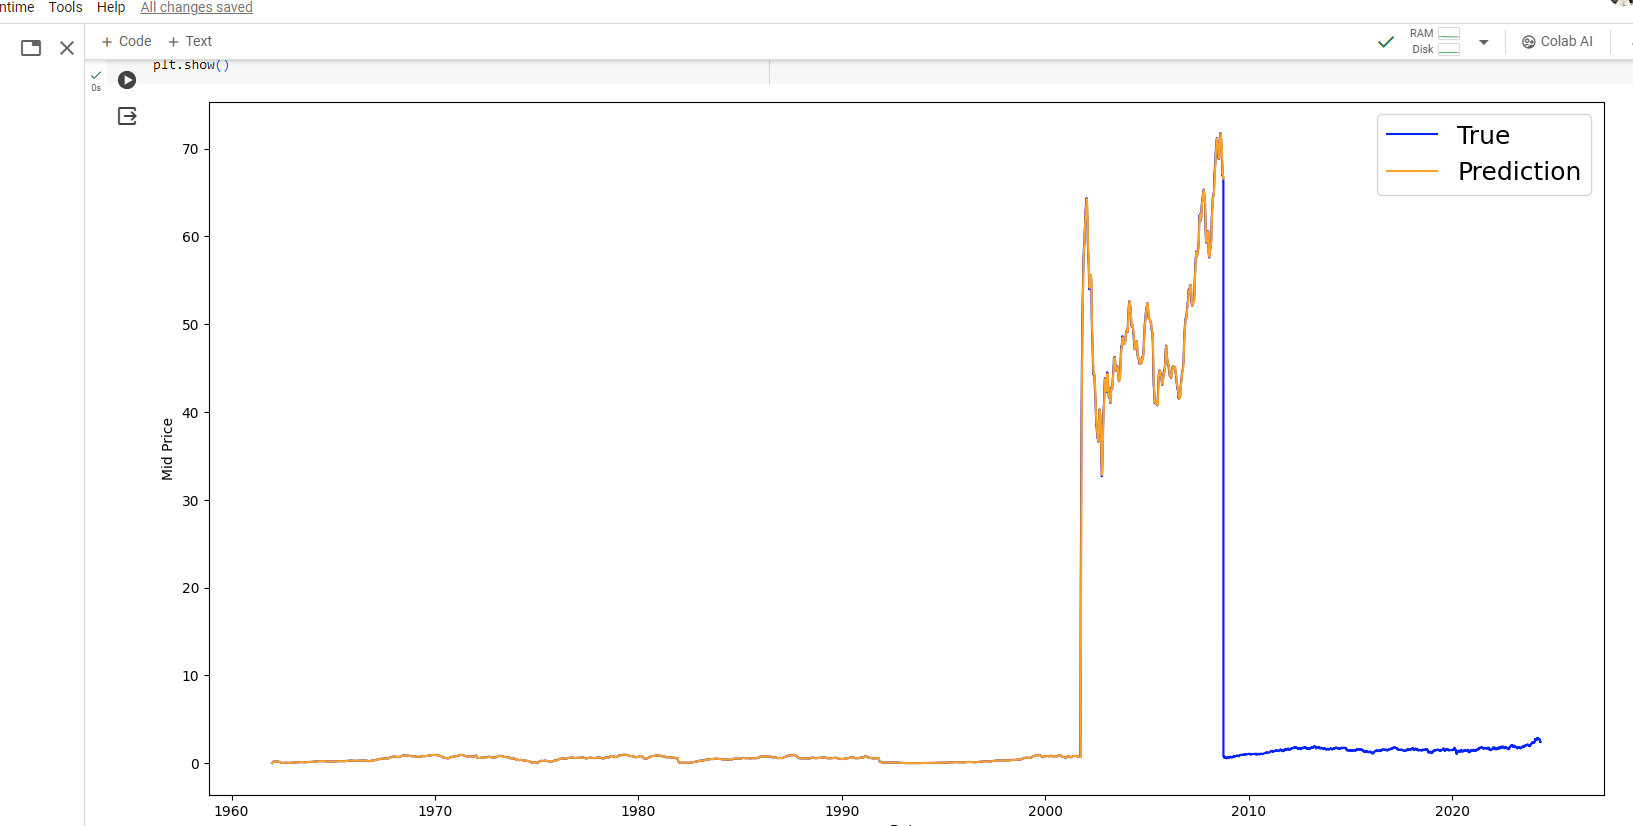 ntime Tools Help All changes saved
+ Code + Text
RAM
Disk
Colab AI
plt.show()
0s
True
Prediction
70
60
50
40
30
20
10
0
Mid Price
1960 1970 1980 1990 2000 2010 2020